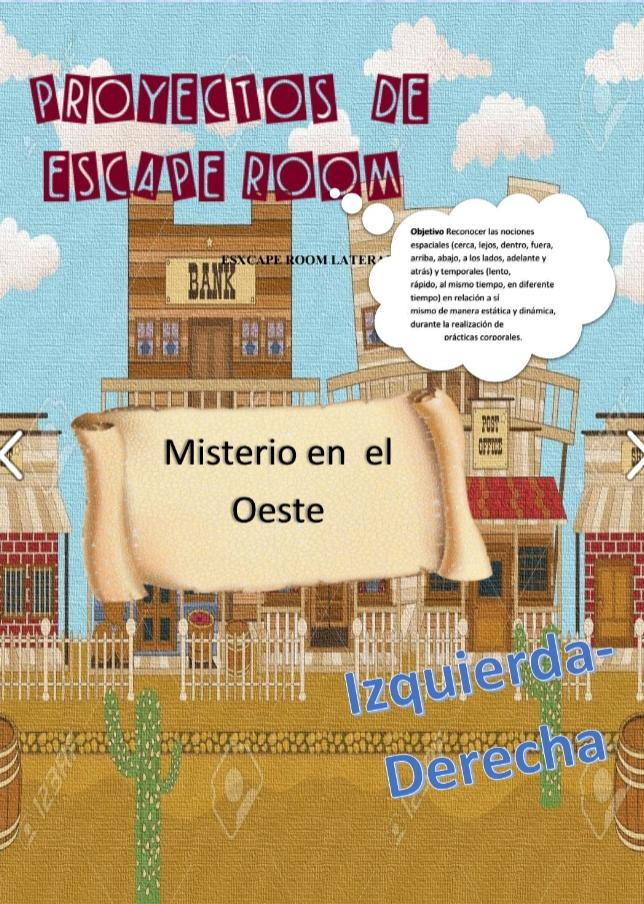 PROYECTOS DE
ESCAPE ROOM
Objetivo Reconocer las nociones
espaciales (cerca, lejos, dentro, fuera,
arriba, abajo, a los lados, adelante y
atrás) y temporales (lento,
rápido, al mismo tiempo, en diferente
tiempo) en relación a sí
mismo de manera estática y dinámica,
durante la realización de
prácticas corporales.
ESXCAPE ROOM LATERA
BANK
POST
OFFICE
Misterio en el
Oeste
Izquierda-
Derecha
123RF